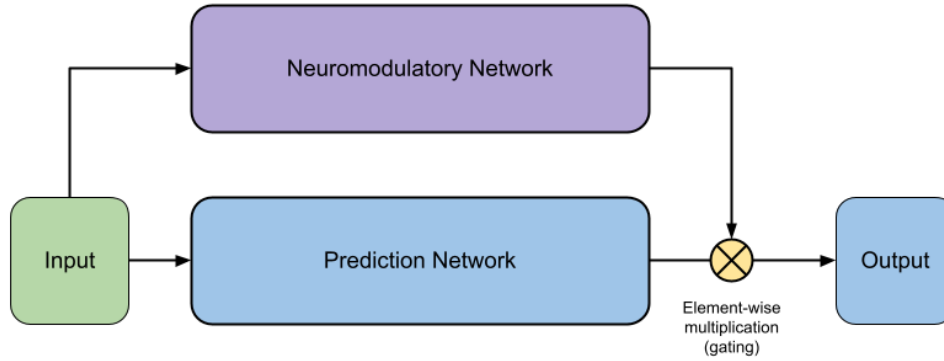 Neuromodulatory Network
Input
Prediction Network
Output
Element-wise
multiplication
(gating)